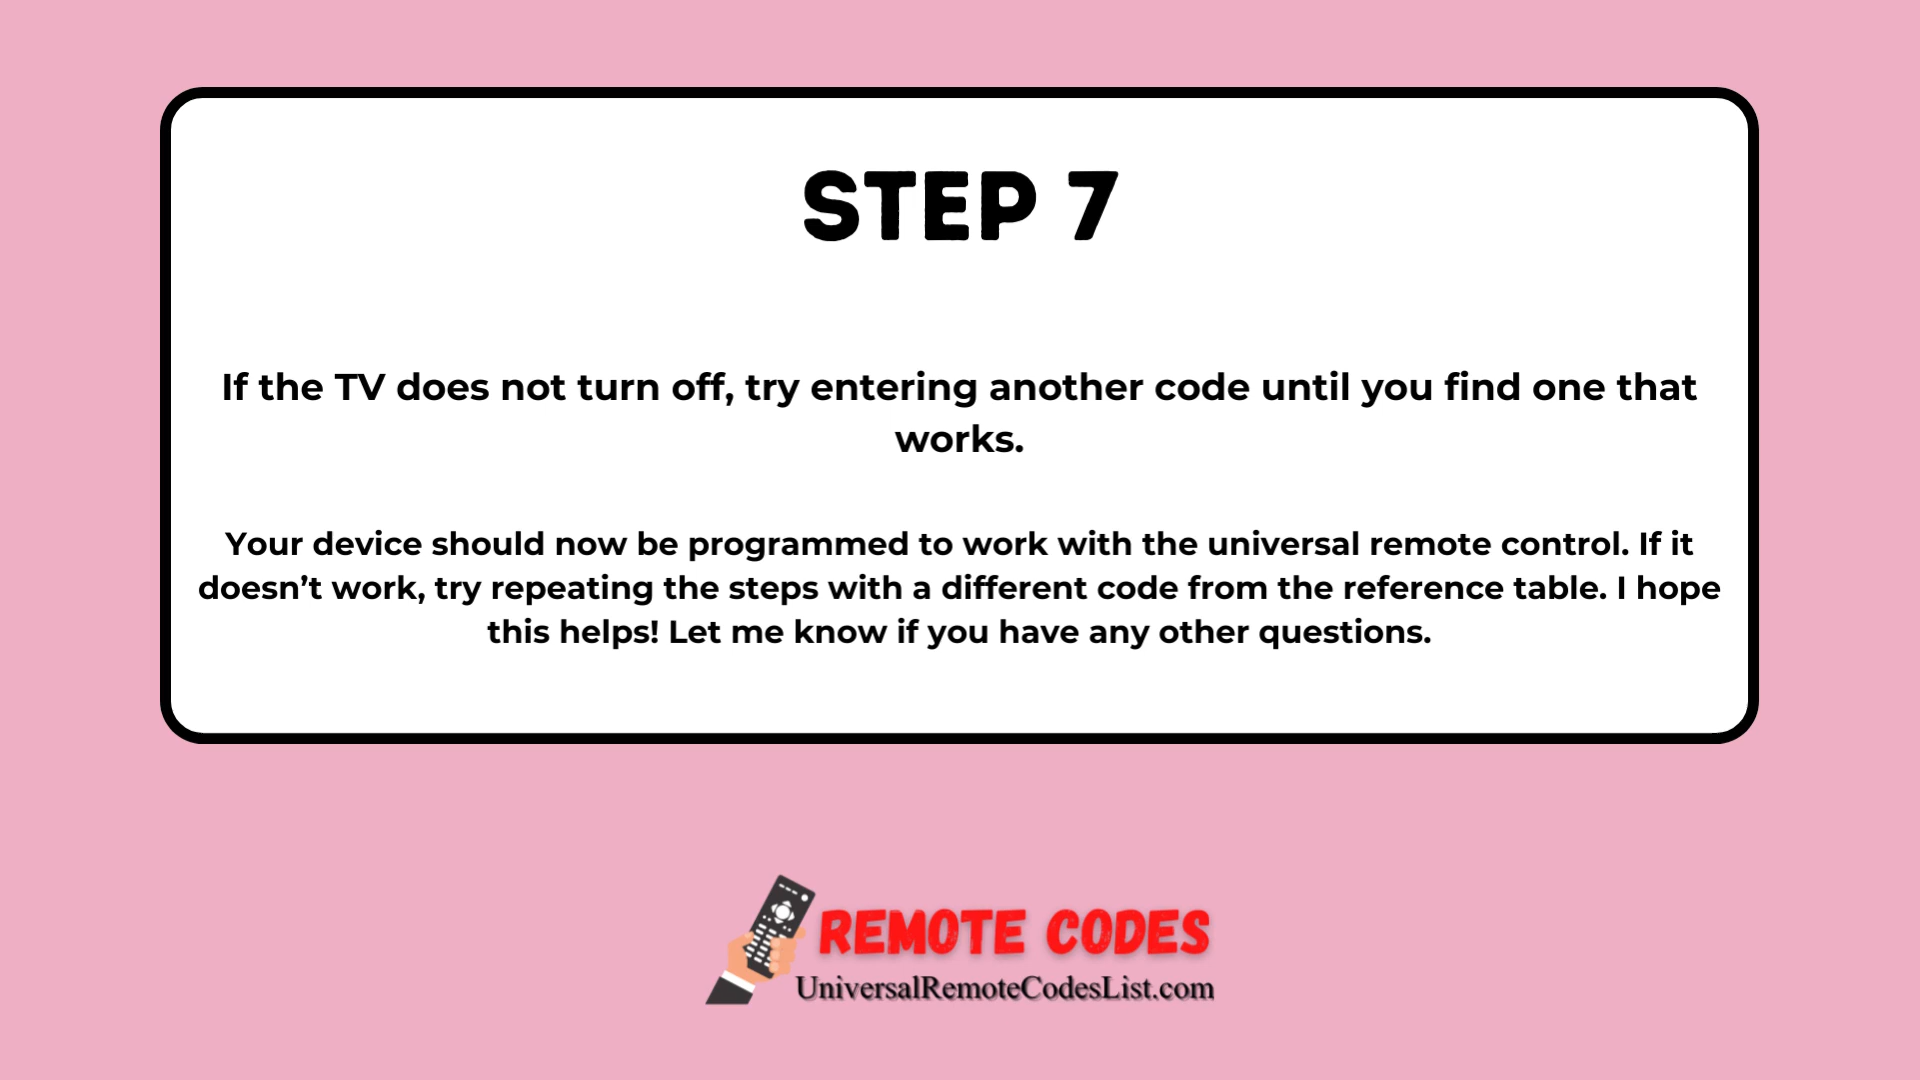 STEP 7
If the TV does not turn off, try entering another code until you find one that
works.
Your device should now be programmed to work with the universal remote control. If it
doesn’t work, try repeating the steps with a different code from the reference table. I hope
this helps! Let me know if you have any other questions.
REMOTE CODES
UniversalRemoteCodesList.com